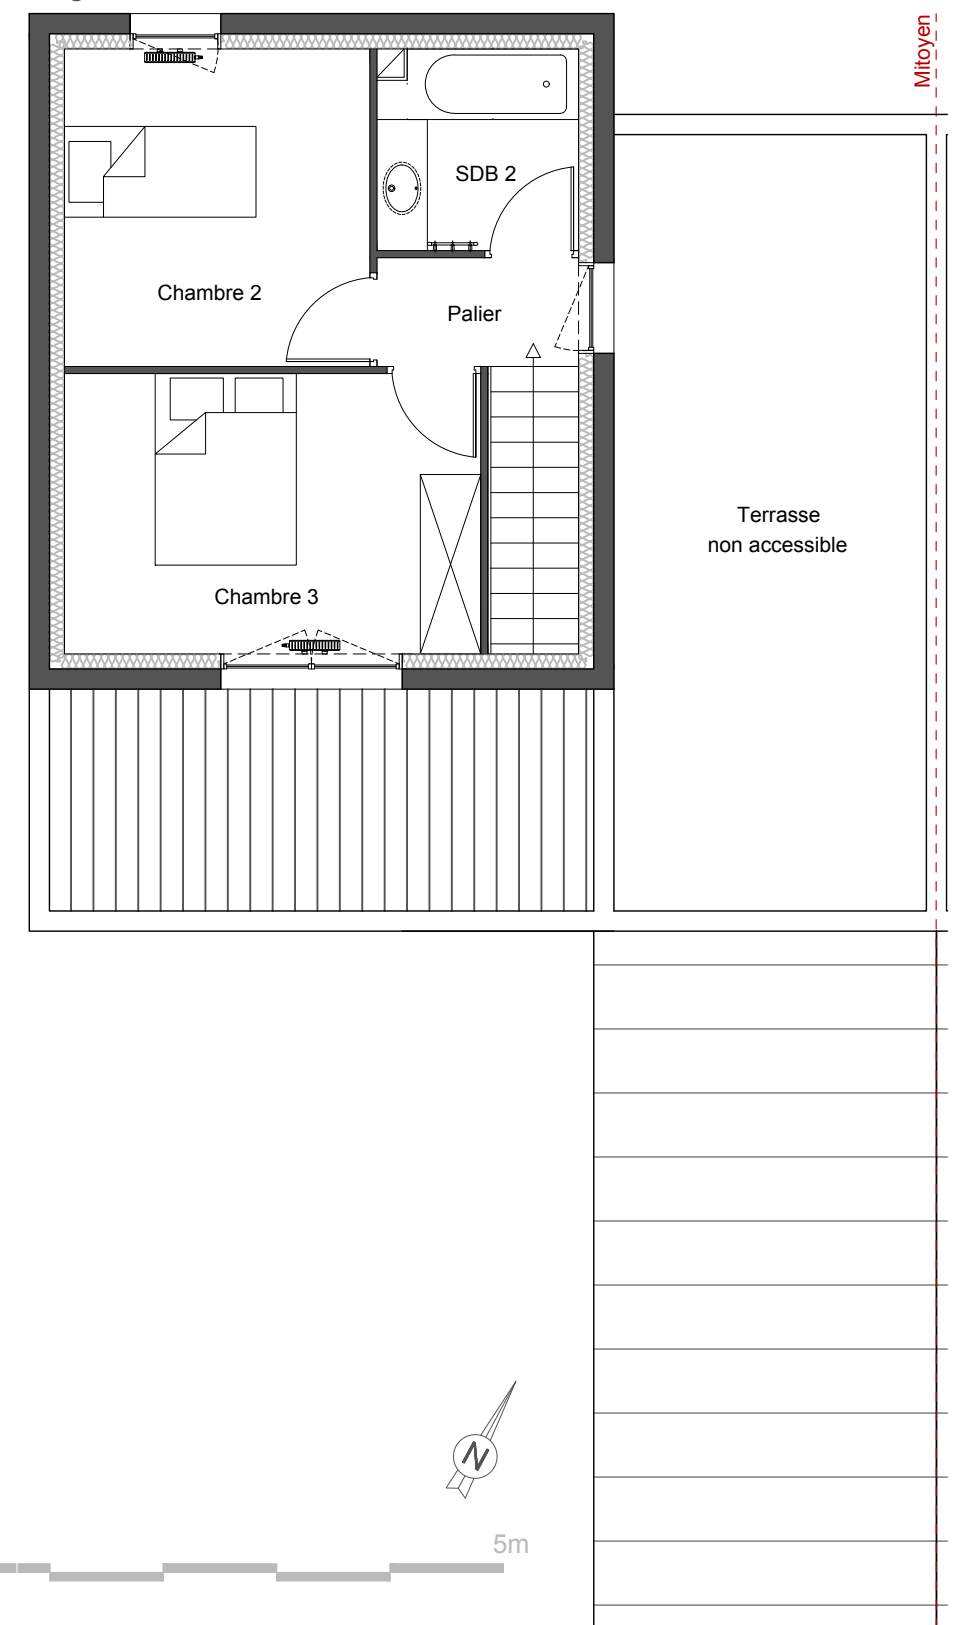 Mitoyen
SDB 2
Chambre 2
Palier
Terrasse
non accessible
Chambre 3
N
5m